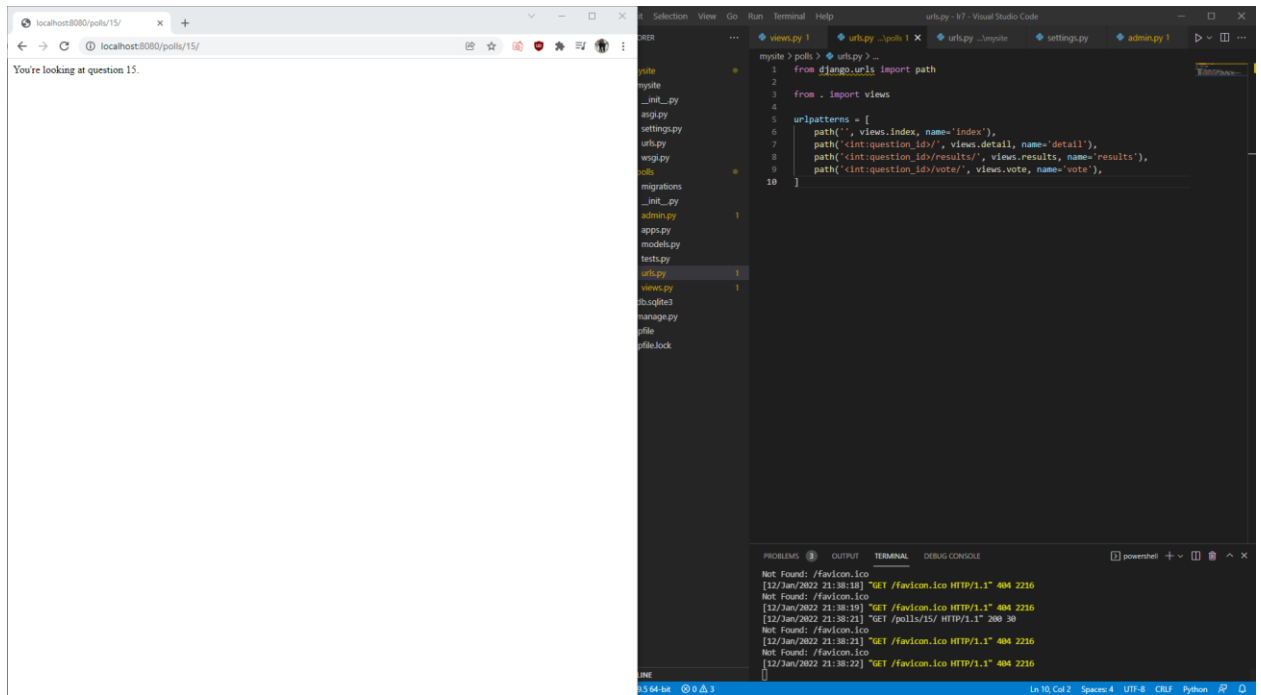 localhost:8080/polls/15/
localhost:8080/polls/15/
You're looking at question 15.
Selection View Go Run Terminal Help
urls.py - lr7 - Visual Studio Code
views.py 1
urls.py ...\polls 1
urls.py ...\mysite
settings.py
admin.py 1
mysite > polls > urls.py > ...
mysite
__init__.py
asgi.py
settings.py
urls.py
wsgi.py
migrations
__init__.py
admin.py 1
apps.py
models.py
tests.py
urls.py 1
views.py 1
1 from django.urls import path
2
3 from . import views
4
5 urlpatterns = [
6 path('', views.index, name='index'),
7 path('<int:question_id>/', views.detail, name='detail'),
8 path('<int:question_id>/results/', views.results, name='results'),
9 path('<int:question_id>/vote/', views.vote, name='vote'),
10 ]
PROBLEMS 3 OUTPUT TERMINAL DEBUG CONSOLE
powershell
Not Found: /favicon.ico
[12/Jan/2022 21:38:18] "GET /favicon.ico HTTP/1.1" 404 2216
Not Found: /favicon.ico
[12/Jan/2022 21:38:19] "GET /favicon.ico HTTP/1.1" 404 2216
[12/Jan/2022 21:38:21] "GET /polls/15/ HTTP/1.1" 200 30
Not Found: /favicon.ico
[12/Jan/2022 21:38:21] "GET /favicon.ico HTTP/1.1" 404 2216
Not Found: /favicon.ico
[12/Jan/2022 21:38:22] "GET /favicon.ico HTTP/1.1" 404 2216
9.5 64-bit 0 3
Ln 10, Col 2 Spaces: 4 UTF-8 CRLF Python